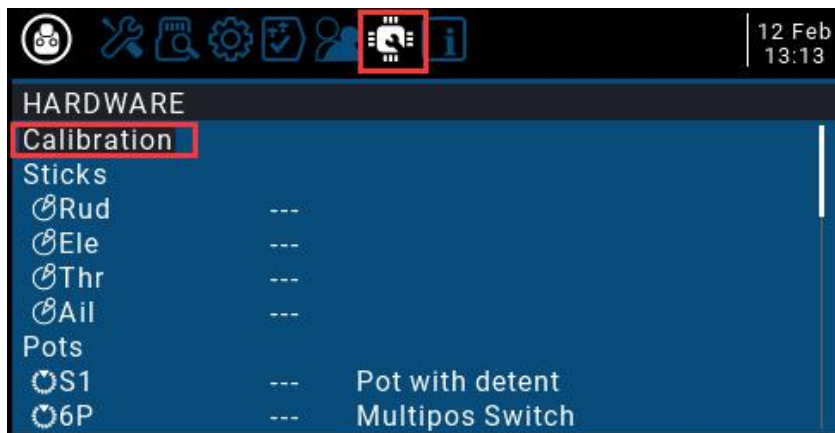 12 Feb
13:13
HARDWARE
Calibration
Sticks
Rud ---
Ele ---
Thr ---
Ail ---
Pots
S1 --- Pot with detent
6P --- Multipos Switch